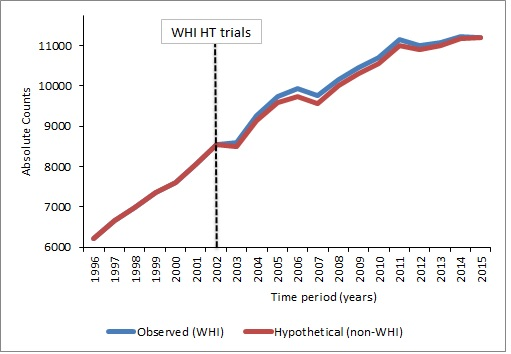 WHI HT trials
Absolute Counts
11000
10000
9000
8000
7000
6000
1996 1997 1998 1999 2000 2001 2002 2003 2004 2005 2006 2007 2008 2009 2010 2011 2012 2013 2014 2015
Time period (years)
Observed (WHI) Hypothetical (non-WHI)